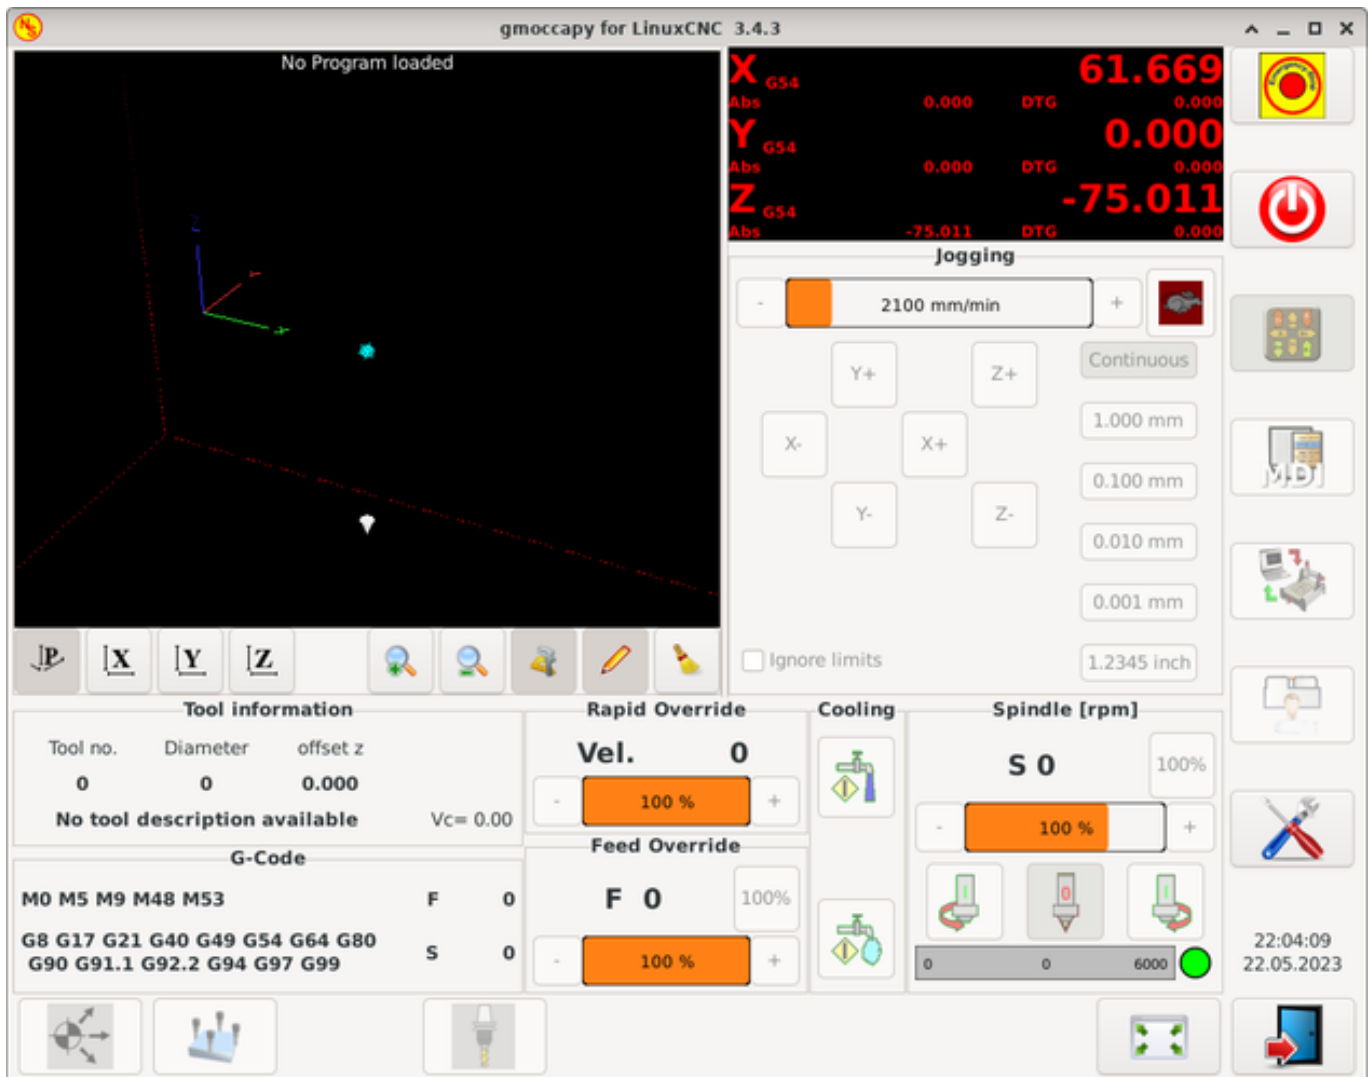 gmoccapy for LinuxCNC 3.4.3
No Program loaded
X G54 61.669
Abs 0.000 DTG 0.000
Y G54 0.000
Abs 0.000 DTG 0.000
Z G54 -75.011
Abs -75.011 DTG 0.000
Z
X
Jogging
- 2100 mm/min +
Y+ Z+ Continuous
1.000 mm
X- X+
0.100 mm
Y- Z-
0.010 mm
0.001 mm
Ignore limits 1.2345 inch
MDI
P X Y Z
Tool information
Tool no. Diameter offset z
0 0 0.000
No tool description available Vc= 0.00
G-Code
M0 M5 M9 M48 M53 F 0
G8 G17 G21 G40 G49 G54 G64 G80
G90 G91.1 G92.2 G94 G97 G99
S 0
Rapid Override
Vel. 0
- 100 % +
Feed Override
F 0 100%
- 100 % +
Cooling
Spindle [rpm]
S 0 100%
- 100 % +
I 0 I
0 0 6000
22:04:09
22.05.2023